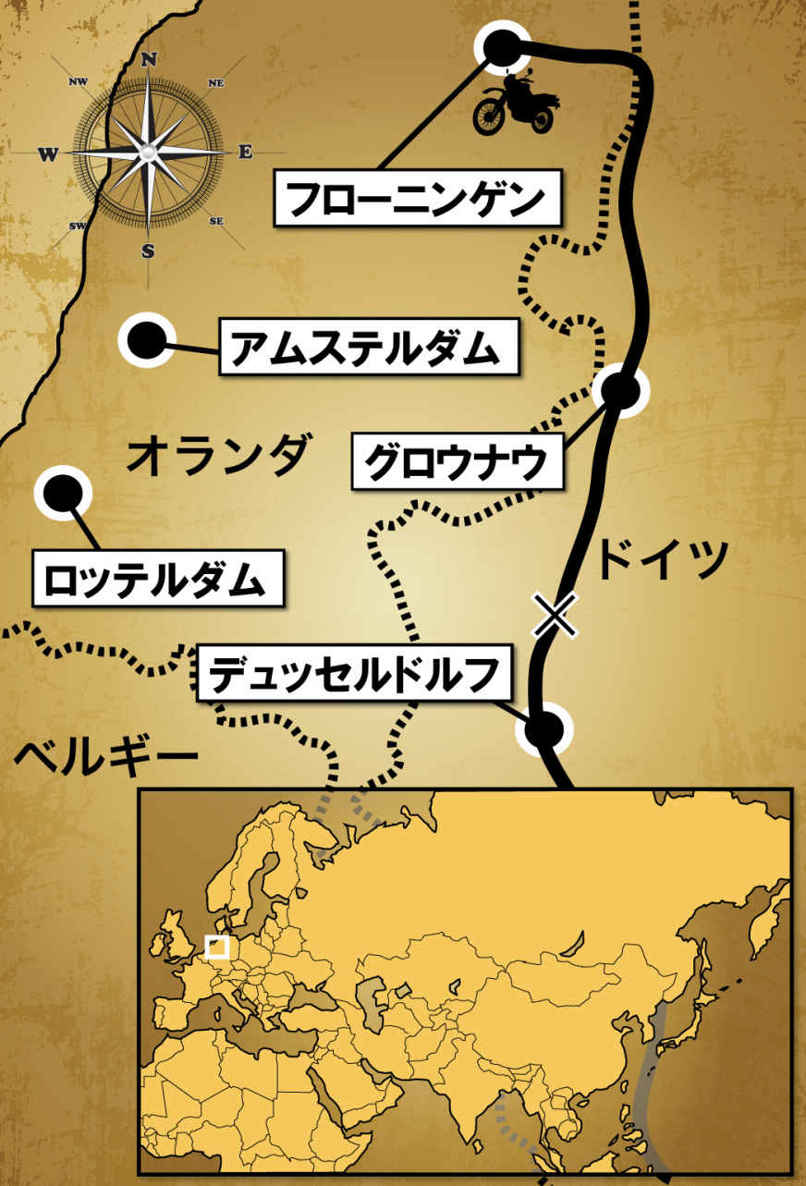 N
NW
NE
W
E
SW
SE
S
フローニンゲン
アムステルダム
オランダ
グロウナウ
ロッテルダム
ドイツ
デュッセルドルフ
ベルギー